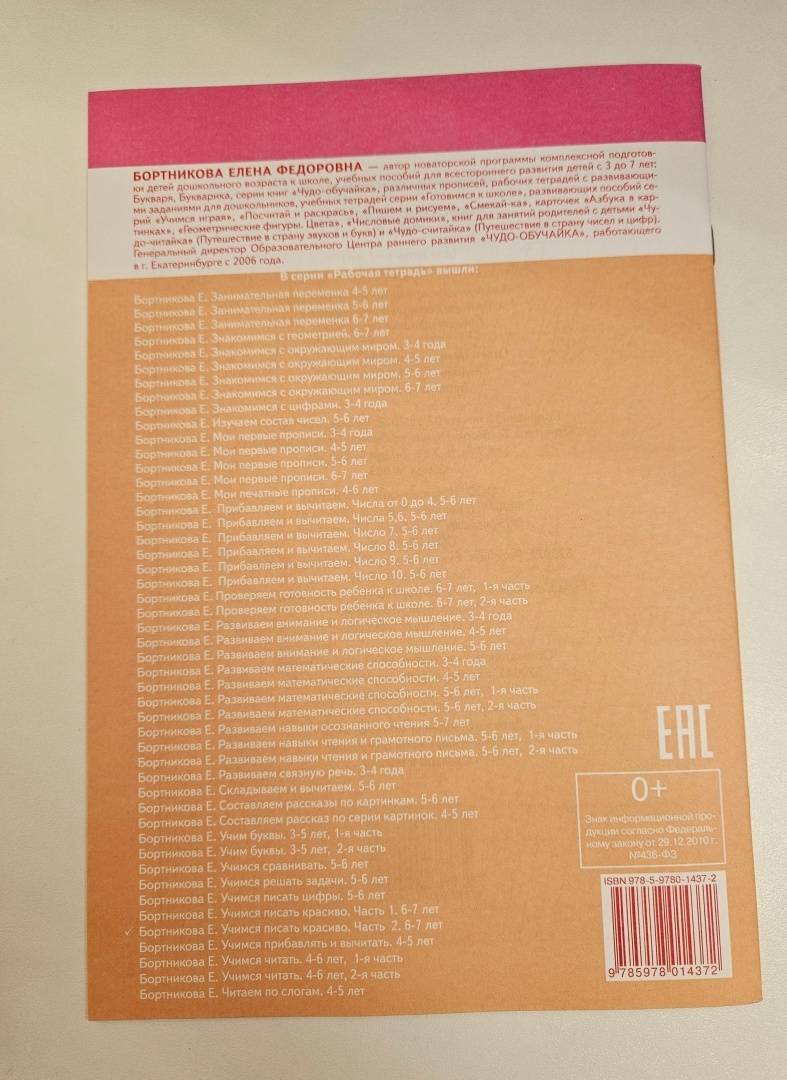 БОРТНИКОВА ЕЛЕНА ФЕДОРОВНА — автор новаторской программы комплексной подготов-
ки детей дошкольного возраста к школе, учебных пособий для всестороннего развития детей с 3 до 7 лет:
Букваря, Букварика, серии книг «Чудо-обучайка», различных прописей, рабочих тетрадей с развивающи-
ми заданиями для дошкольников, учебных тетрадей серии «Готовимся к школе», развивающих пособий се-
рий «Учимся играя», «Посчитай и раскрась», «Пишем и рисуем», «Смекай-ка», карточек «Азбука в кар-
тинках», «Геометрические фигуры. Цвета», «Числовые домики», книг для занятий родителей с детьми «Чу-
до-читайка» (Путешествие в страну звуков и букв) и «Чудо-считайка» (Путешествие в страну чисел и цифр).
Генеральный директор Образовательного Центра раннего развития «ЧУДО-ОБУЧАЙКА», работающего
в г. Екатеринбурге с 2006 года.
В серии «Рабочая тетрадь» вышли:
Бортникова Е. Занимательная переменка 4-5 лет
Бортникова Е. Занимательная переменка 5-6 лет
Бортникова Е. Занимательная переменка 6-7 лет
Бортникова Е. Знакомимся с геометрией. 6-7 лет
Бортникова Е. Знакомимся с окружающим миром. 3-4 года
Бортникова Е. Знакомимся с окружающим миром. 4-5 лет
Бортникова Е. Знакомимся с окружающим миром. 5-6 лет
Бортникова Е. Знакомимся с окружающим миром. 6-7 лет
Бортникова Е. Знакомимся с цифрами. 3-4 года
Бортникова Е. Изучаем состав чисел. 5-6 лет
Бортникова Е. Мои первые прописи. 3-4 года
Бортникова Е. Мои первые прописи. 4-5 лет
Бортникова Е. Мои первые прописи. 5-6 лет
Бортникова Е. Мои первые прописи. 6-7 лет
Бортникова Е. Мои печатные прописи. 4-6 лет
Бортникова Е. Прибавляем и вычитаем. Числа от 0 до 4. 5-6 лет
Бортникова Е. Прибавляем и вычитаем. Числа 5,6. 5-6 лет
Бортникова Е. Прибавляем и вычитаем. Число 7. 5-6 лет
Бортникова Е. Прибавляем и вычитаем. Число 8. 5-6 лет
Бортникова Е. Прибавляем и вычитаем. Число 9. 5-6 лет
Бортникова Е. Прибавляем и вычитаем. Число 10. 5-6 лет
Бортникова Е. Проверяем готовность ребенка к школе. 6-7 лет, 1-я часть
Бортникова Е. Проверяем готовность ребенка к школе. 6-7 лет, 2-я часть
Бортникова Е. Развиваем внимание и логическое мышление. 3-4 года
Бортникова Е. Развиваем внимание и логическое мышление. 4-5 лет
Бортникова Е. Развиваем внимание и логическое мышление. 5-6 лет
Бортникова Е. Развиваем математические способности. 3-4 года
Бортникова Е. Развиваем математические способности. 4-5 лет
Бортникова Е. Развиваем математические способности. 5-6 лет, 1-я часть
Бортникова Е. Развиваем математические способности. 5-6 лет, 2-я часть
Бортникова Е. Развиваем навыки осознанного чтения 5-7 лет
Бортникова Е. Развиваем навыки чтения и грамотного письма. 5-6 лет, 1-я часть
Бортникова Е. Развиваем навыки чтения и грамотного письма. 5-6 лет, 2-я часть
Бортникова Е. Развиваем связную речь. 3-4 года
Бортникова Е. Складываем и вычитаем. 5-6 лет
Бортникова Е. Составляем рассказы по картинкам. 5-6 лет
Бортникова Е. Составляем рассказ по серии картинок. 4-5 лет
Бортникова Е. Учим буквы. 3-5 лет, 1-я часть
Бортникова Е. Учим буквы. 3-5 лет, 2-я часть
Бортникова Е. Учимся сравнивать. 5-6 лет
Бортникова Е. Учимся решать задачи. 5-6 лет
Бортникова Е. Учимся писать цифры. 5-6 лет
Бортникова Е. Учимся писать красиво. Часть 1. 6-7 лет
✓ Бортникова Е. Учимся писать красиво. Часть 2. 6-7 лет
Бортникова Е. Учимся прибавлять и вычитать. 4-5 лет
Бортникова Е. Учимся читать. 4-6 лет, 1-я часть
Бортникова Е. Учимся читать. 4-6 лет, 2-я часть
Бортникова Е. Читаем по слогам. 4-5 лет
ЕАС
0+
Знак информационной про-
дукции согласно Федераль-
ному закону от 29.12.2010 г.
№436-ФЗ
ISBN 978-5-9780-1437-2
9 785978 014372